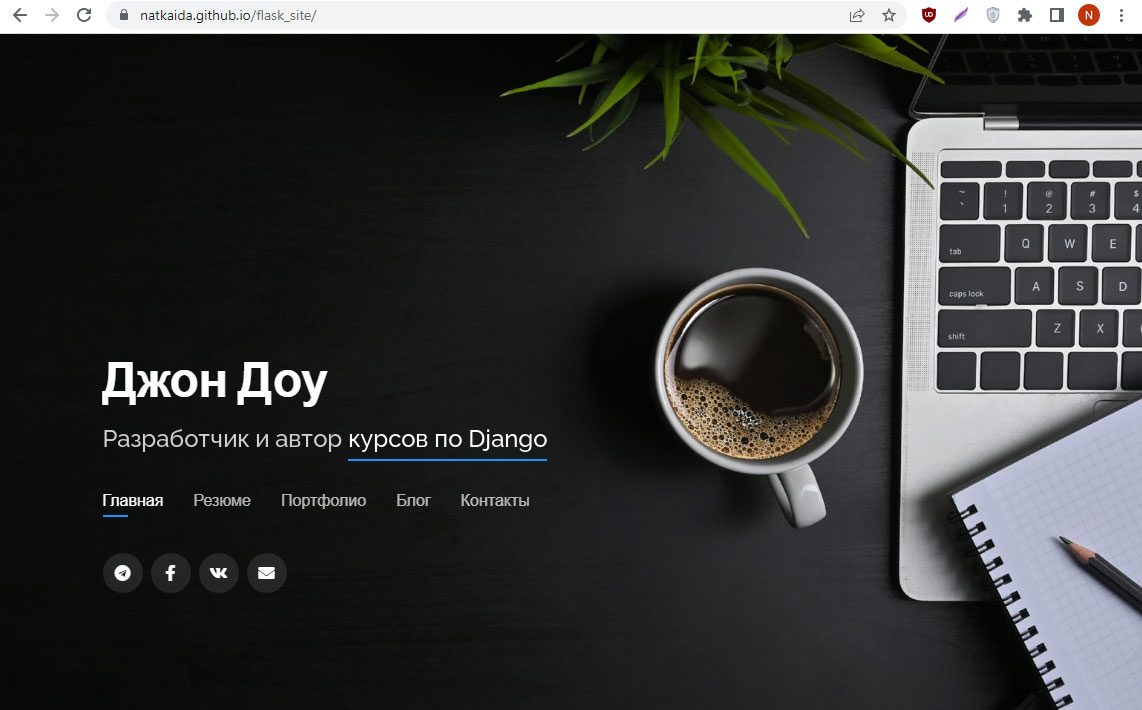 natkaida.github.io/flask_site/
N
Джон Доу
Разработчик и автор курсов по Django
Главная Резюме Портфолио Блог Контакты
~ ! @ # $
` 1 2 3 4
tab Q W E
caps lock A S D
shift Z X